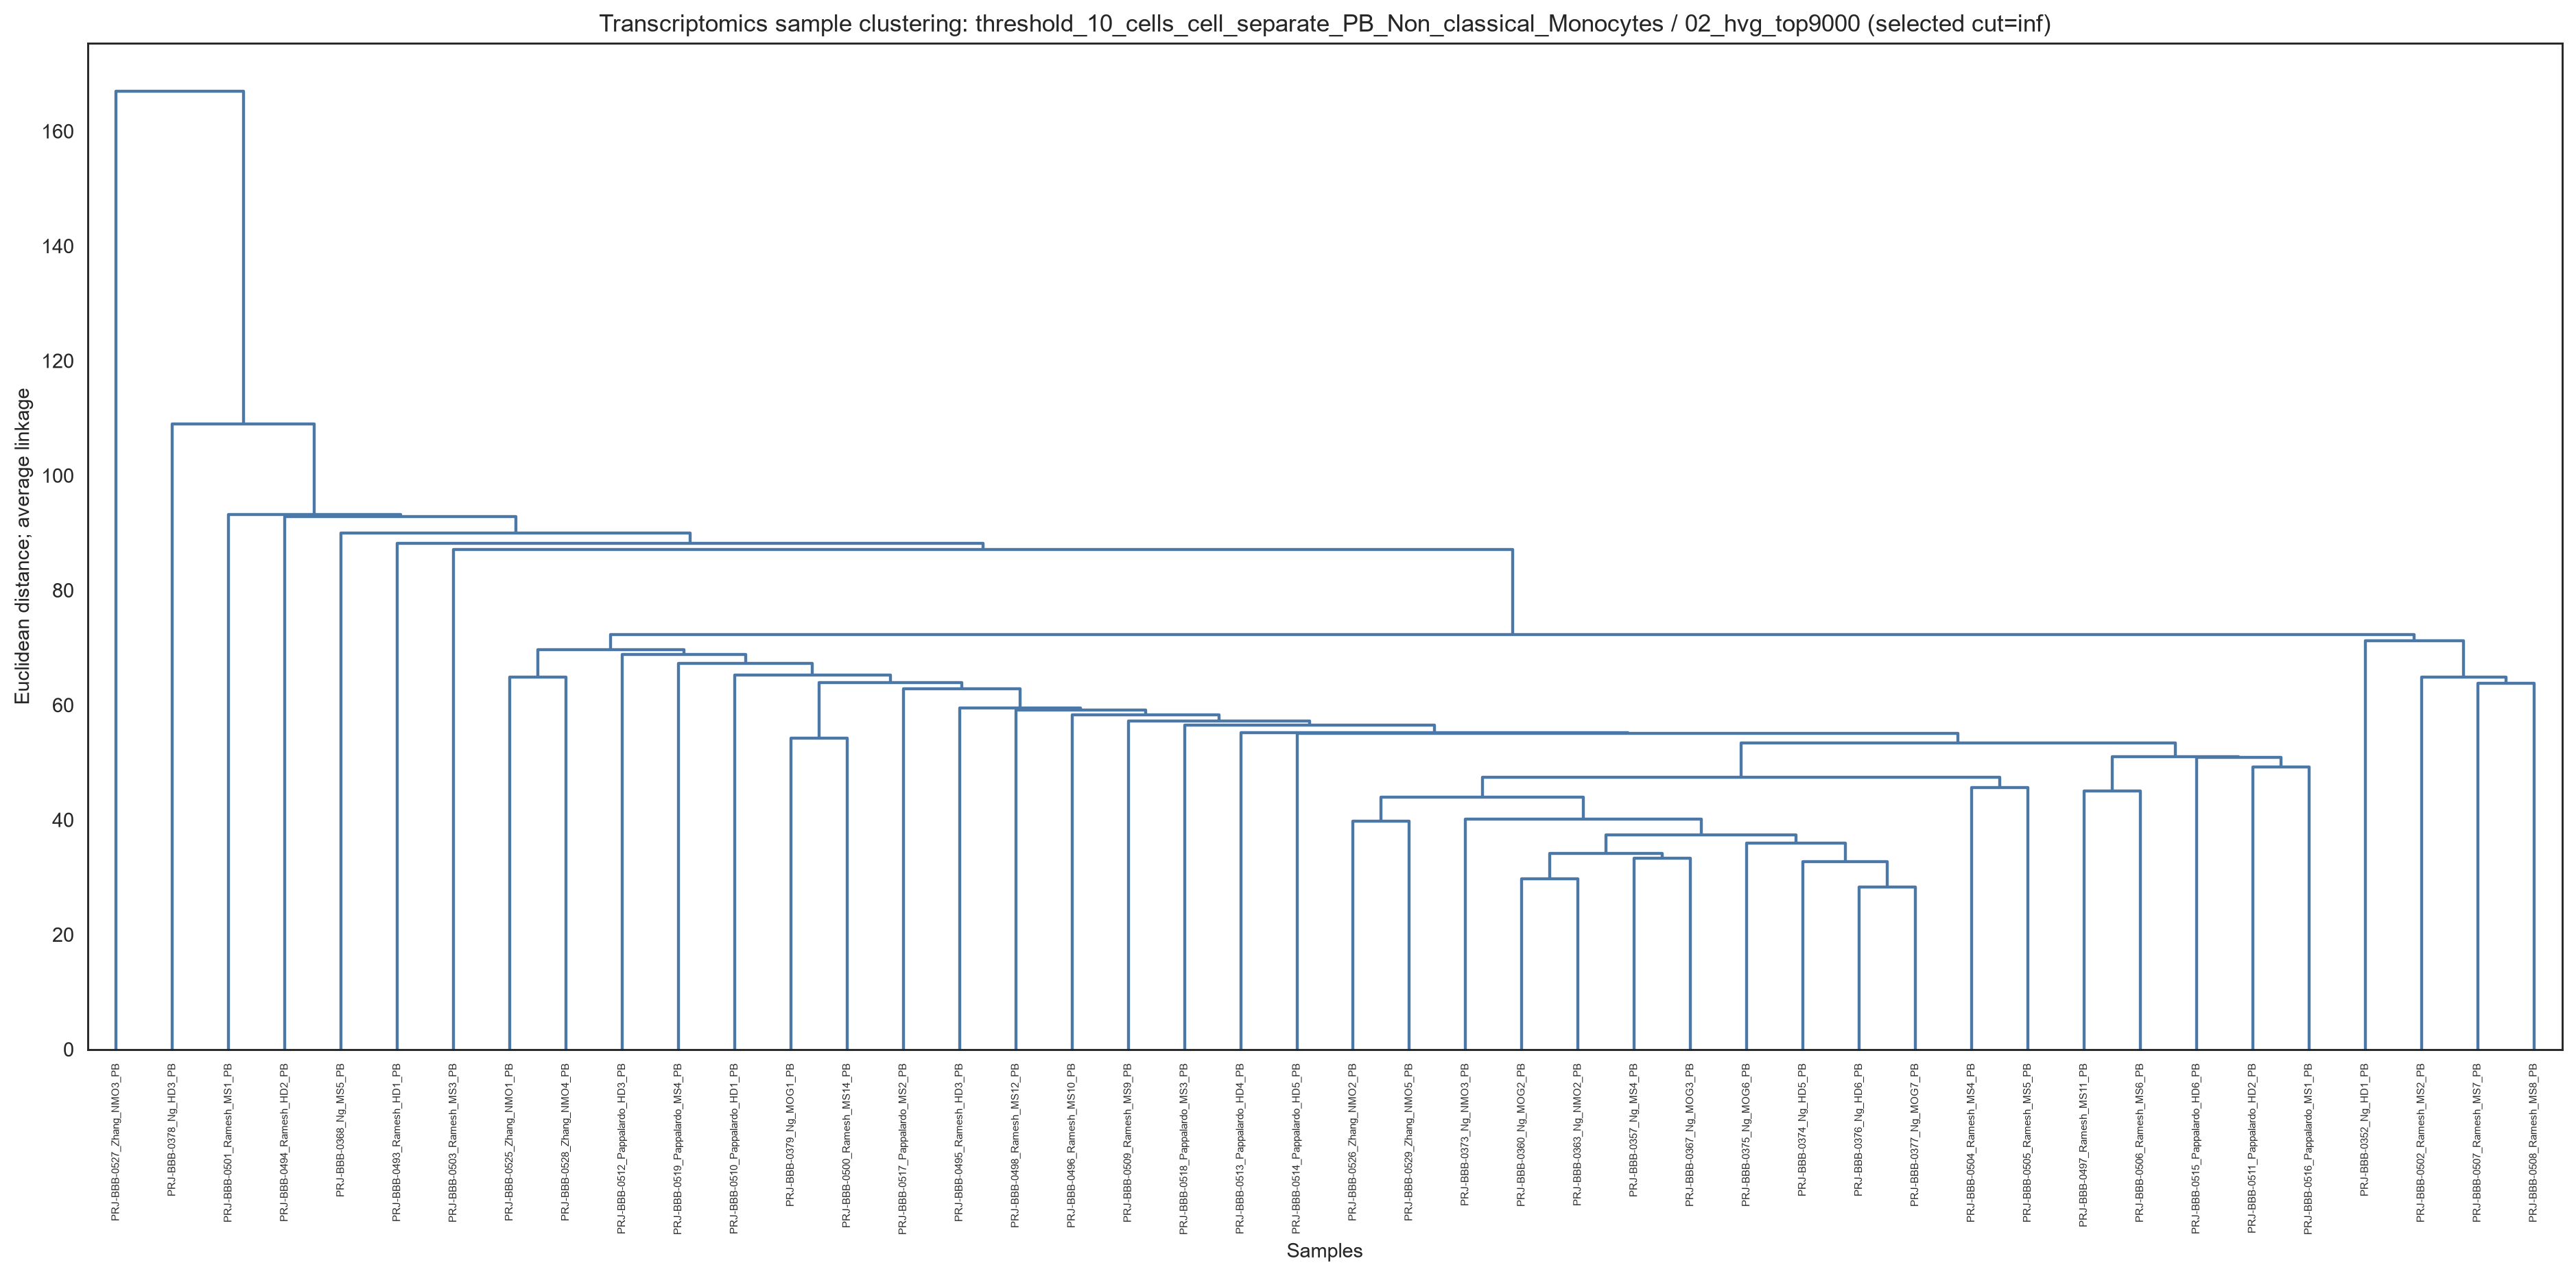 Transcriptomics sample clustering: threshold_10_cells_cell_separate_PB_Non_classical_Monocytes / 02_hvg_top9000 (selected cut=inf)
Euclidean distance; average linkage
160
140
120
100
80
60
40
20
0
PRJ-BBB-0527_Zhang_NMO3_PB
PRJ-BBB-0378_Ng_HD3_PB
PRJ-BBB-0501_Ramesh_MS1_PB
PRJ-BBB-0494_Ramesh_HD2_PB
PRJ-BBB-0368_Ng_MS5_PB
PRJ-BBB-0493_Ramesh_HD1_PB
PRJ-BBB-0503_Ramesh_MS3_PB
PRJ-BBB-0525_Zhang_NMO1_PB
PRJ-BBB-0528_Zhang_NMO4_PB
PRJ-BBB-0512_Pappalardo_HD3_PB
PRJ-BBB-0519_Pappalardo_MS4_PB
PRJ-BBB-0510_Pappalardo_HD1_PB
PRJ-BBB-0379_Ng_MOG1_PB
PRJ-BBB-0500_Ramesh_MS14_PB
PRJ-BBB-0517_Pappalardo_MS2_PB
PRJ-BBB-0495_Ramesh_HD3_PB
PRJ-BBB-0498_Ramesh_MS12_PB
PRJ-BBB-0496_Ramesh_MS10_PB
PRJ-BBB-0509_Ramesh_MS9_PB
PRJ-BBB-0518_Pappalardo_MS3_PB
PRJ-BBB-0513_Pappalardo_HD4_PB
PRJ-BBB-0514_Pappalardo_HD5_PB
PRJ-BBB-0526_Zhang_NMO2_PB
PRJ-BBB-0529_Zhang_NMO5_PB
PRJ-BBB-0373_Ng_NMO3_PB
PRJ-BBB-0360_Ng_MOG2_PB
PRJ-BBB-0363_Ng_NMO2_PB
PRJ-BBB-0357_Ng_MS4_PB
PRJ-BBB-0367_Ng_MOG3_PB
PRJ-BBB-0375_Ng_MOG6_PB
PRJ-BBB-0374_Ng_HD5_PB
PRJ-BBB-0376_Ng_HD6_PB
PRJ-BBB-0377_Ng_MOG7_PB
PRJ-BBB-0504_Ramesh_MS4_PB
PRJ-BBB-0505_Ramesh_MS5_PB
PRJ-BBB-0497_Ramesh_MS11_PB
PRJ-BBB-0506_Ramesh_MS6_PB
PRJ-BBB-0515_Pappalardo_HD6_PB
PRJ-BBB-0511_Pappalardo_HD2_PB
PRJ-BBB-0516_Pappalardo_MS1_PB
PRJ-BBB-0352_Ng_HD1_PB
PRJ-BBB-0502_Ramesh_MS2_PB
PRJ-BBB-0507_Ramesh_MS7_PB
PRJ-BBB-0508_Ramesh_MS8_PB
Samples